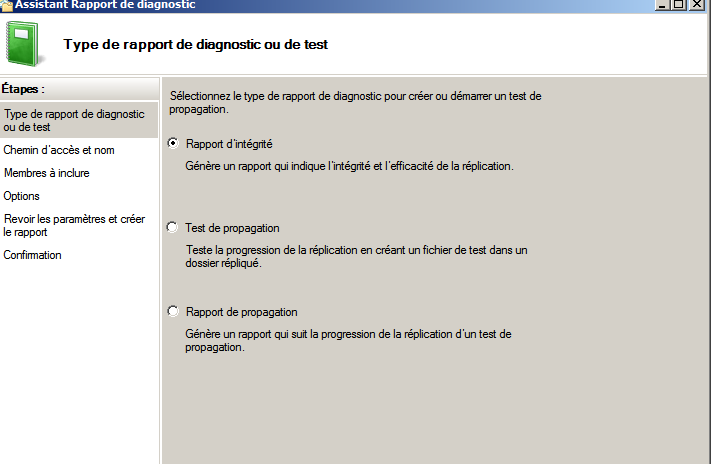 Assistant Rapport de diagnostic
Type de rapport de diagnostic ou de test
Étapes :
Type de rapport de diagnostic
ou de test
Chemin d'accès et nom
Membres à inclure
Options
Revoir les paramètres et créer
le rapport
Confirmation
Sélectionnez le type de rapport de diagnostic pour créer ou démarrer un test de
propagation.
Rapport d'intégrité
Génère un rapport qui indique l'intégrité et l'efficacité de la réplication.
Test de propagation
Teste la progression de la réplication en créant un fichier de test dans un
dossier répliqué.
Rapport de propagation
Génère un rapport qui suit la progression de la réplication d'un test de
propagation.